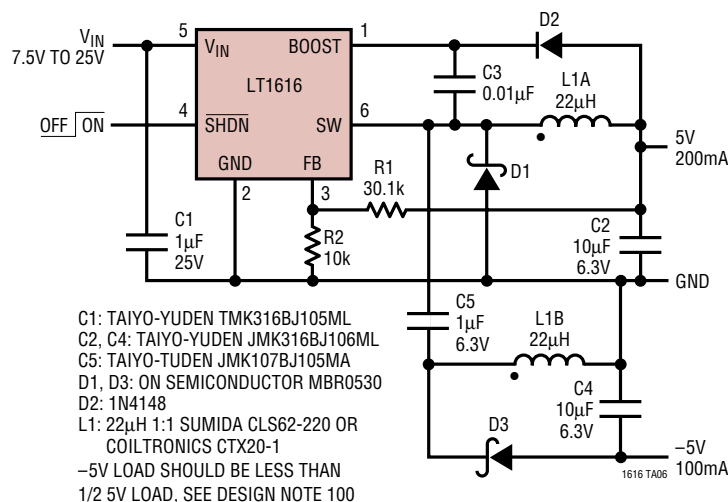 VIN
7.5V TO 25V
5
VIN
BOOST
1
D2
C3
0.01µF
L1A
22µH
LT1616
OFF ON
4
SHDN
SW
6
5V
200mA
GND
FB
2
3
R1
30.1k
D1
C1
1µF
25V
R2
10k
C2
10µF
6.3V
GND
C5
1µF
6.3V
L1B
22µH
C4
10µF
6.3V
D3
–5V
100mA
C1: TAIYO-YUDEN TMK316BJ105ML
C2, C4: TAIYO-YUDEN JMK316BJ106ML
C5: TAIYO-TUDEN JMK107BJ105MA
D1, D3: ON SEMICONDUCTOR MBR0530
D2: 1N4148
L1: 22µH 1:1 SUMIDA CLS62-220 OR
COILTRONICS CTX20-1
–5V LOAD SHOULD BE LESS THAN
1/2 5V LOAD, SEE DESIGN NOTE 100
1616 TA06